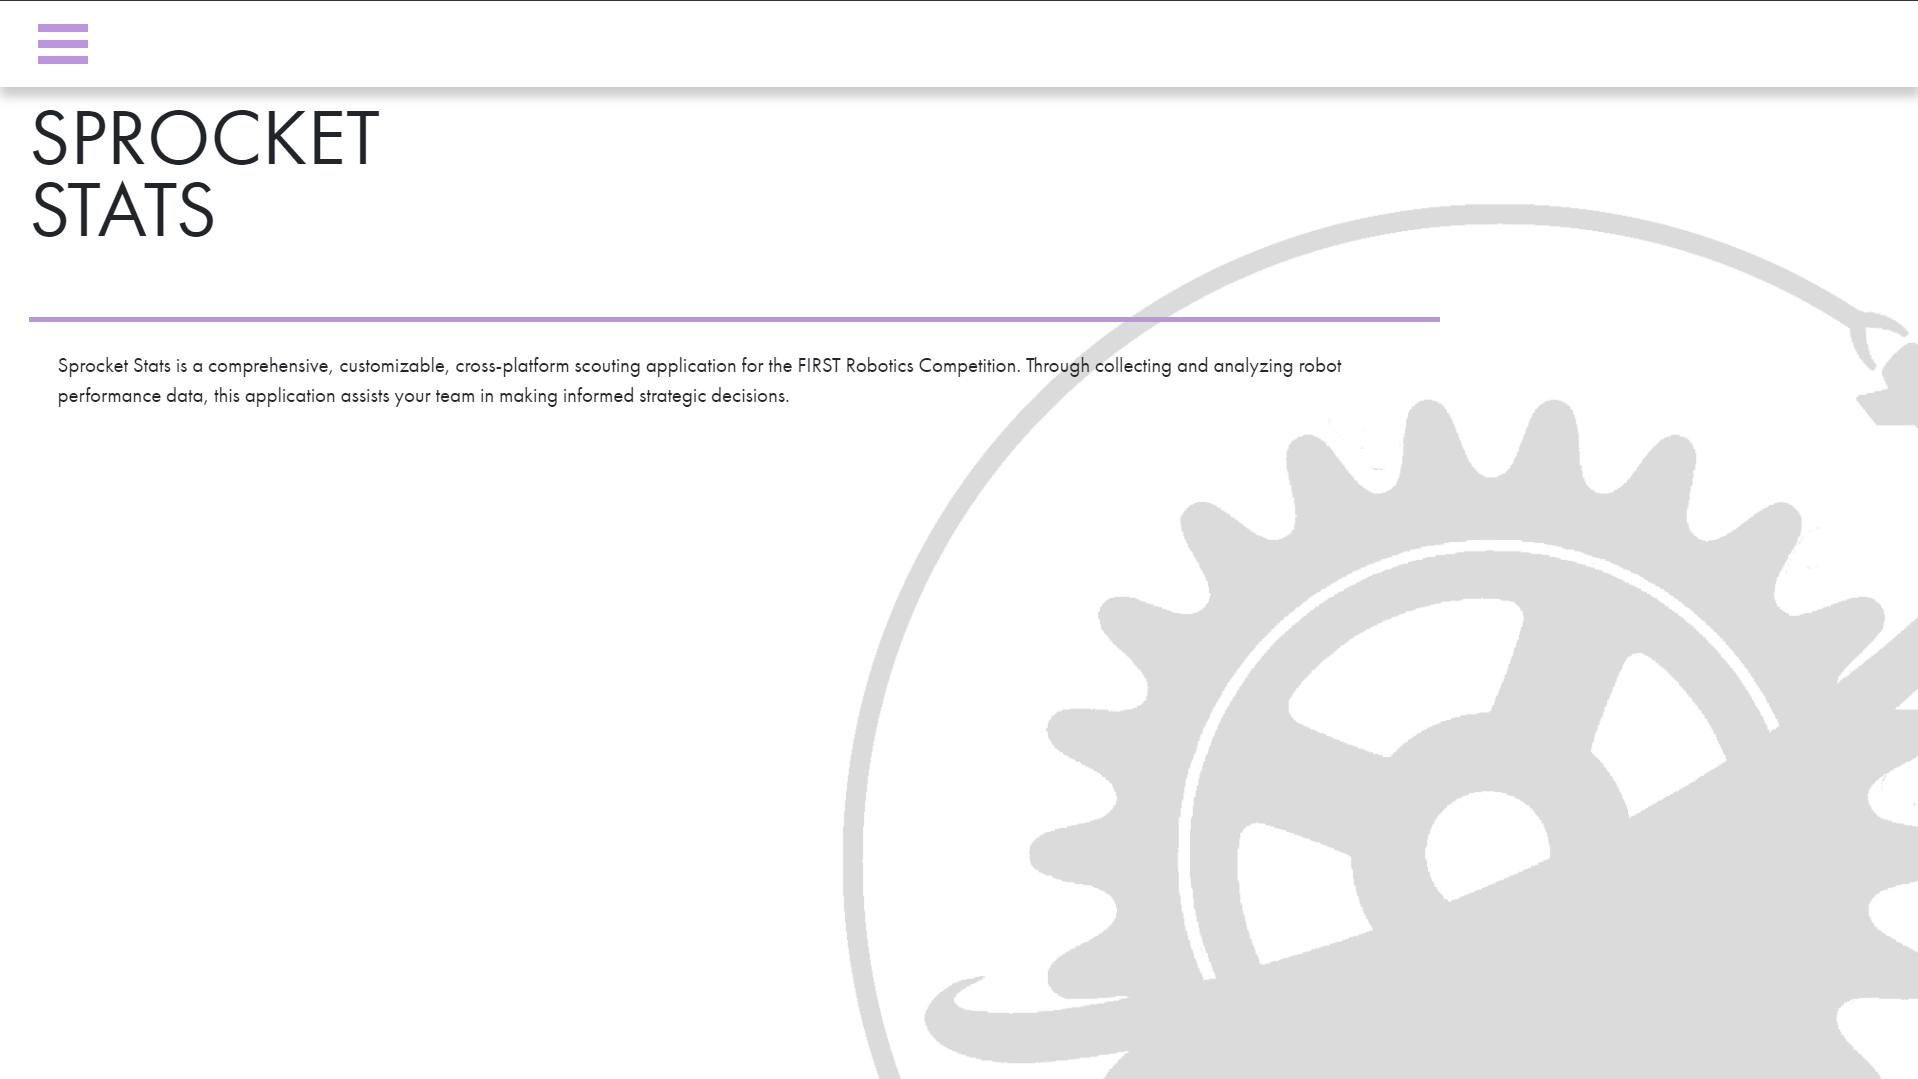 SPROCKET
STATS
Sprocket Stats is a comprehensive, customizable, cross-platform scouting application for the FIRST Robotics Competition. Through collecting and analyzing robot
performance data, this application assists your team in making informed strategic decisions.